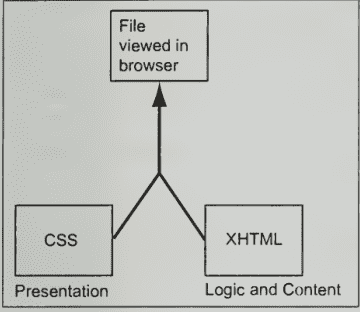 File
viewed in
browser
CSS
XHTML
Presentation
Logic and Content